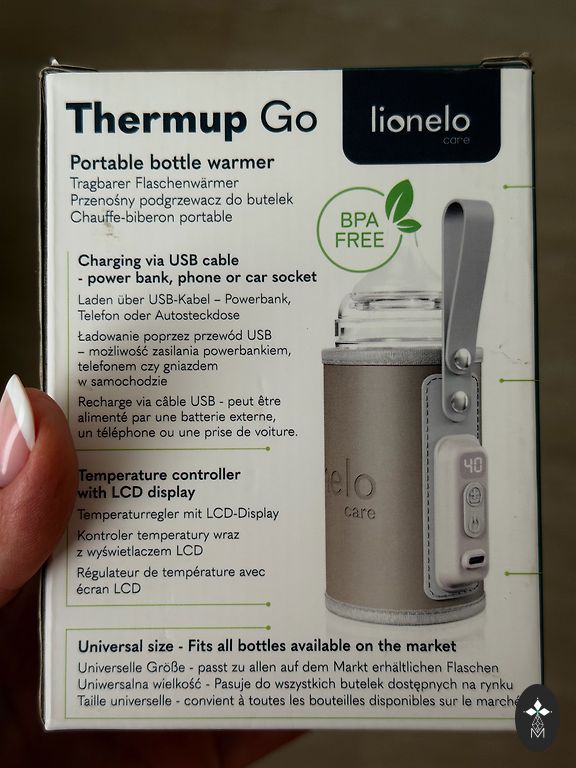 Thermup Go
lionelo
care
Portable bottle warmer
Tragbarer Flaschenwärmer
Przenośny podgrzewacz do butelek
Chauffe-biberon portable
BPA
FREE
Charging via USB cable
- power bank, phone or car socket
Laden über USB-Kabel – Powerbank,
Telefon oder Autosteckdose
Ładowanie poprzez przewód USB
– możliwość zasilania powerbankiem,
telefonem czy gniazdem
w samochodzie
Recharge via câble USB - peut être
alimenté par une batterie externe,
un téléphone ou une prise de voiture.
40
nelo
care
Temperature controller
with LCD display
Temperaturregler mit LCD-Display
Kontroler temperatury wraz
z wyświetlaczem LCD
Régulateur de température avec
écran LCD
Universal size - Fits all bottles available on the market
Universelle Größe - passt zu allen auf dem Markt erhältlichen Flaschen
Uniwersalna wielkość - Pasuje do wszystkich butelek dostępnych na rynku
Taille universelle - convient à toutes les bouteilles disponibles sur le marché
M